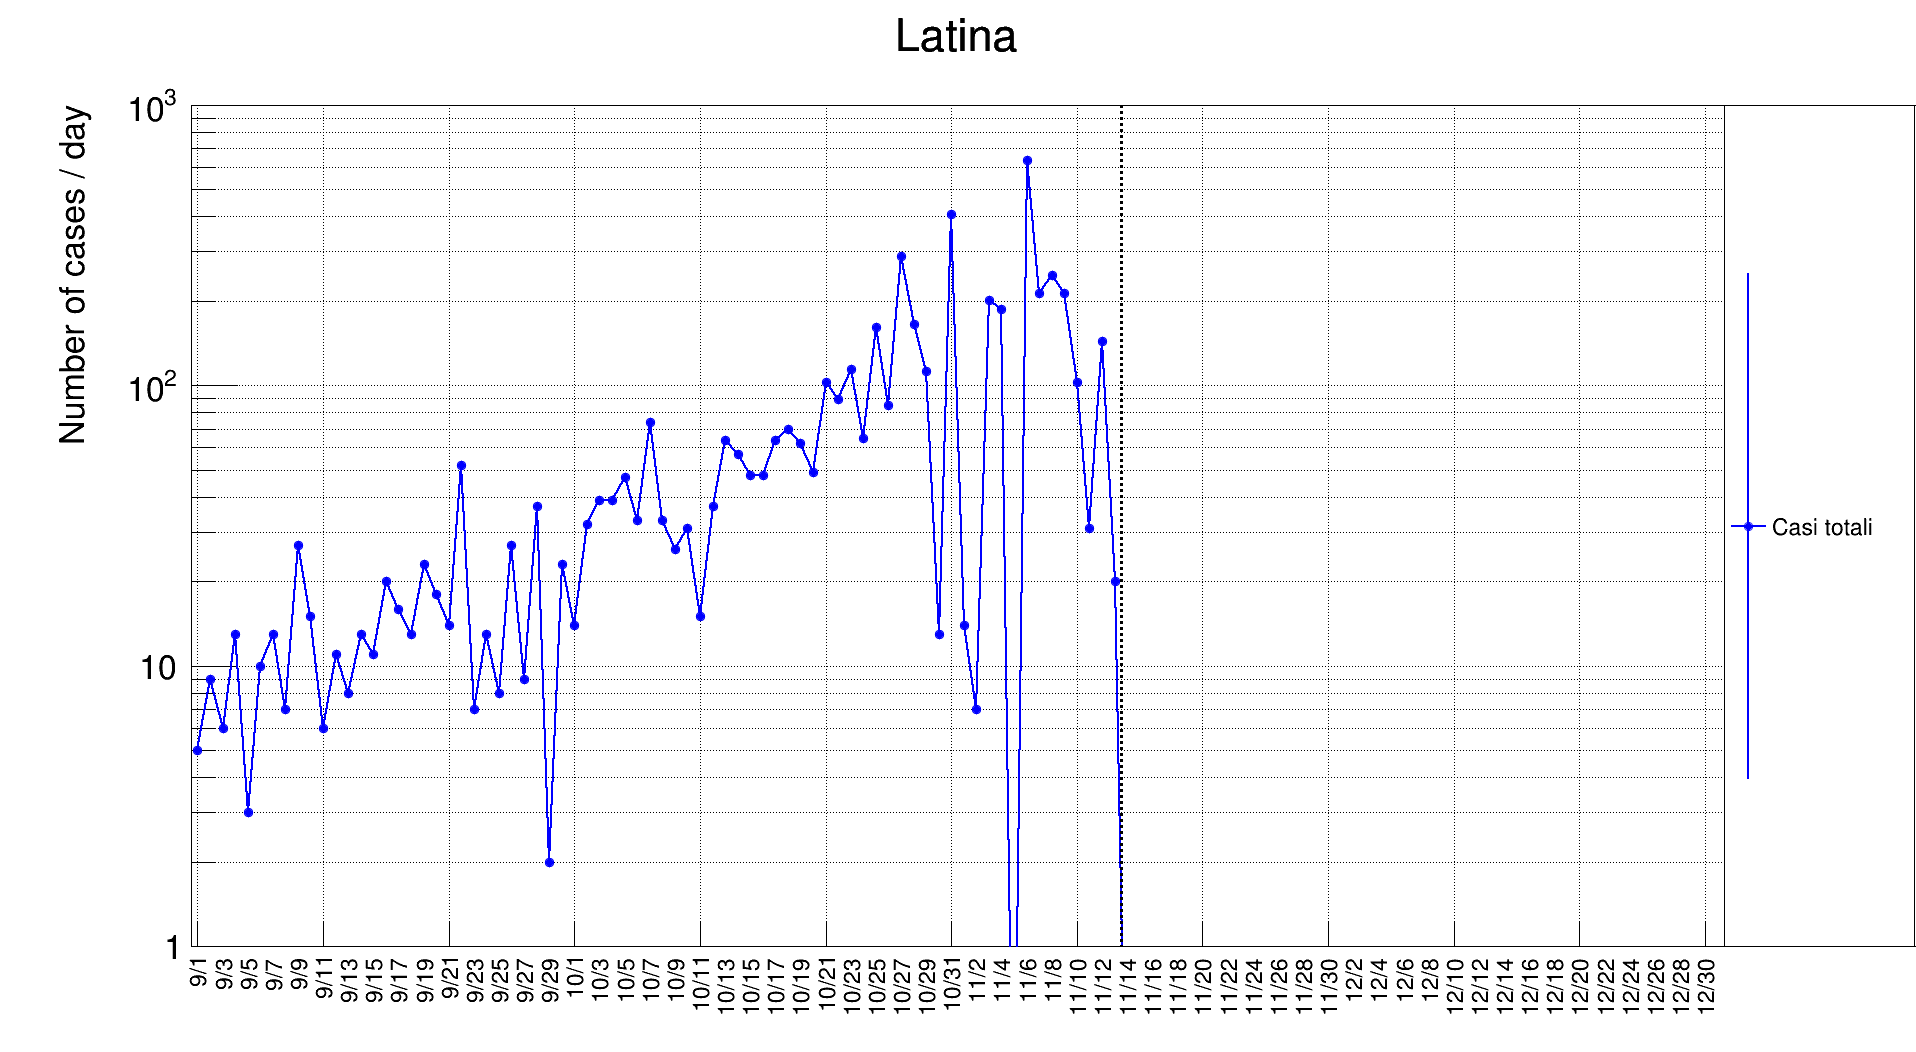 Latina
Number of cases / day
10³
10²
10
1
9/1 9/3 9/5 9/7 9/9 9/11 9/13 9/15 9/17 9/19 9/21 9/23 9/25 9/27 9/29 10/1 10/3 10/5 10/7 10/9 10/11 10/13 10/15 10/17 10/19 10/21 10/23 10/25 10/27 10/29 10/31 11/2 11/4 11/6 11/8 11/10 11/12 11/14 11/16 11/18 11/20 11/22 11/24 11/26 11/28 11/30 12/2 12/4 12/6 12/8 12/10 12/12 12/14 12/16 12/18 12/20 12/22 12/24 12/26 12/28 12/30
Casi totali